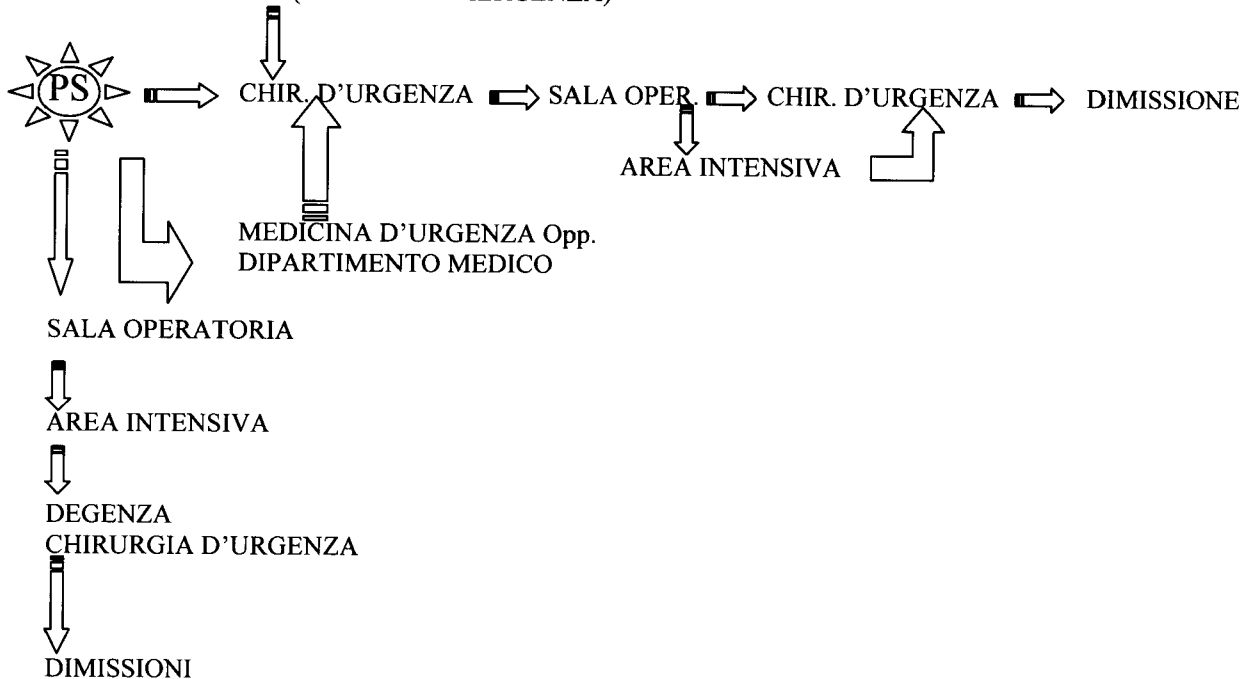 PS
CHIR. D'URGENZA
SALA OPER.
CHIR. D'URGENZA
DIMISSIONE
AREA INTENSIVA
MEDICINA D'URGENZA Opp.
DIPARTIMENTO MEDICO
SALA OPERATORIA
AREA INTENSIVA
DEGENZA
CHIRURGIA D'URGENZA
DIMISSIONI